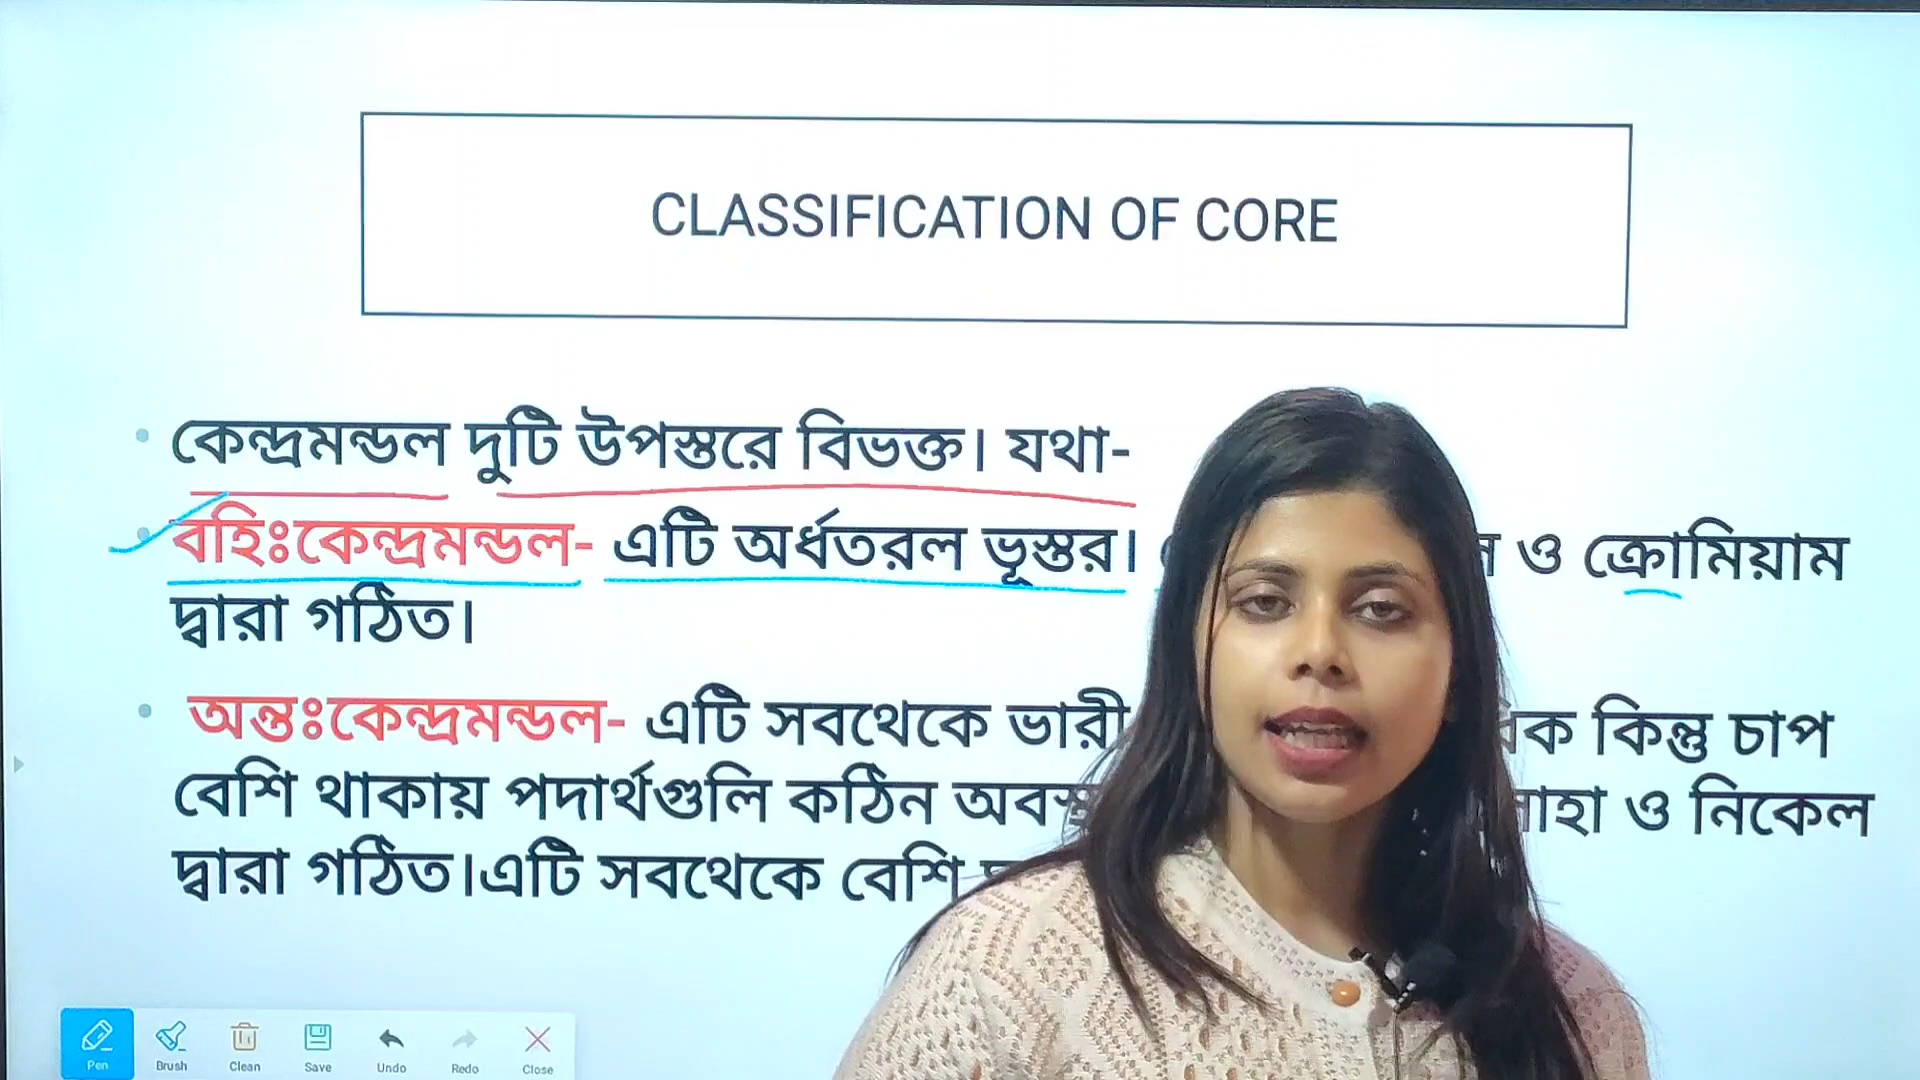 CLASSIFICATION OF CORE
কেন্দ্রমন্ডল দুটি উপস্তরে বিভক্ত। যথা-
বহিঃকেন্দ্রমন্ডল- এটি অর্ধতরল ভূস্তর। ও ক্রোমিয়াম
দ্বারা গঠিত।
অন্তঃকেন্দ্রমন্ডল- এটি সবথেকে ভারী কিন্তু চাপ
বেশি থাকায় পদার্থগুলি কঠিন ও নিকেল
দ্বারা গঠিত।এটি সবথেকে বেশি
Pen Brush Clean Save Undo Redo Close